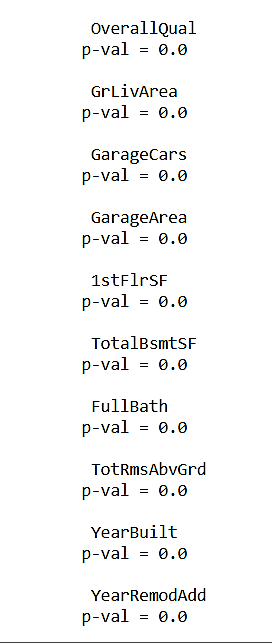 OverallQual
p-val = 0.0
GrLivArea
p-val = 0.0
GarageCars
p-val = 0.0
GarageArea
p-val = 0.0
1stFlrSF
p-val = 0.0
TotalBsmtSF
p-val = 0.0
FullBath
p-val = 0.0
TotRmsAbvGrd
p-val = 0.0
YearBuilt
p-val = 0.0
YearRemodAdd
p-val = 0.0